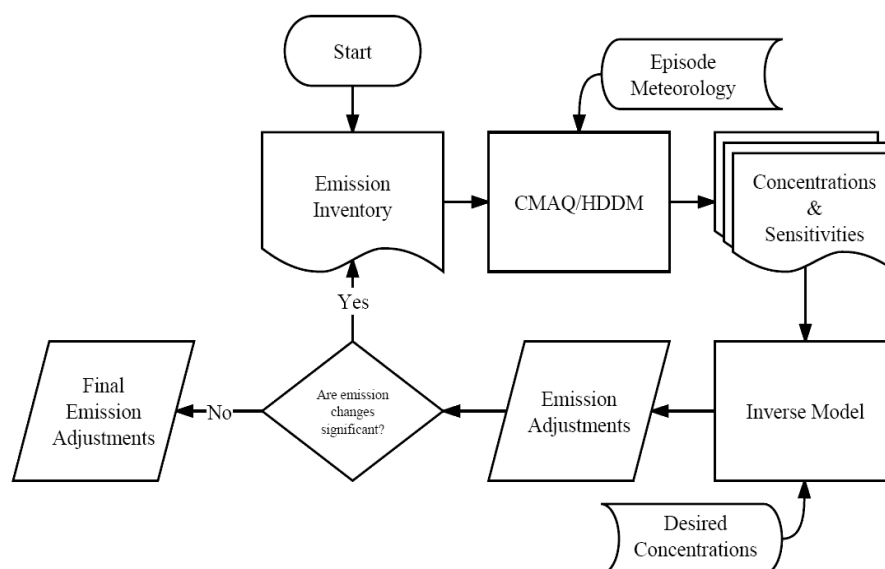 Start
Episode
Meteorology
Emission
Inventory
CMAQ/HDDM
Concentrations
&
Sensitivities
Yes
Final
Emission
Adjustments
No
Are emission
changes
significant?
Emission
Adjustments
Inverse Model
Desired
Concentrations